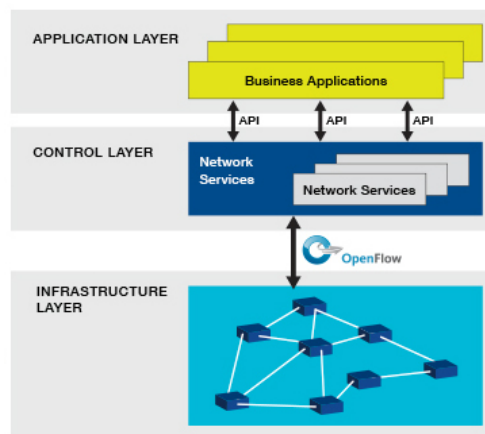 APPLICATION LAYER
Business Applications
API
API
API
CONTROL LAYER
Network
Services
Network Services
OpenFlow
INFRASTRUCTURE
LAYER